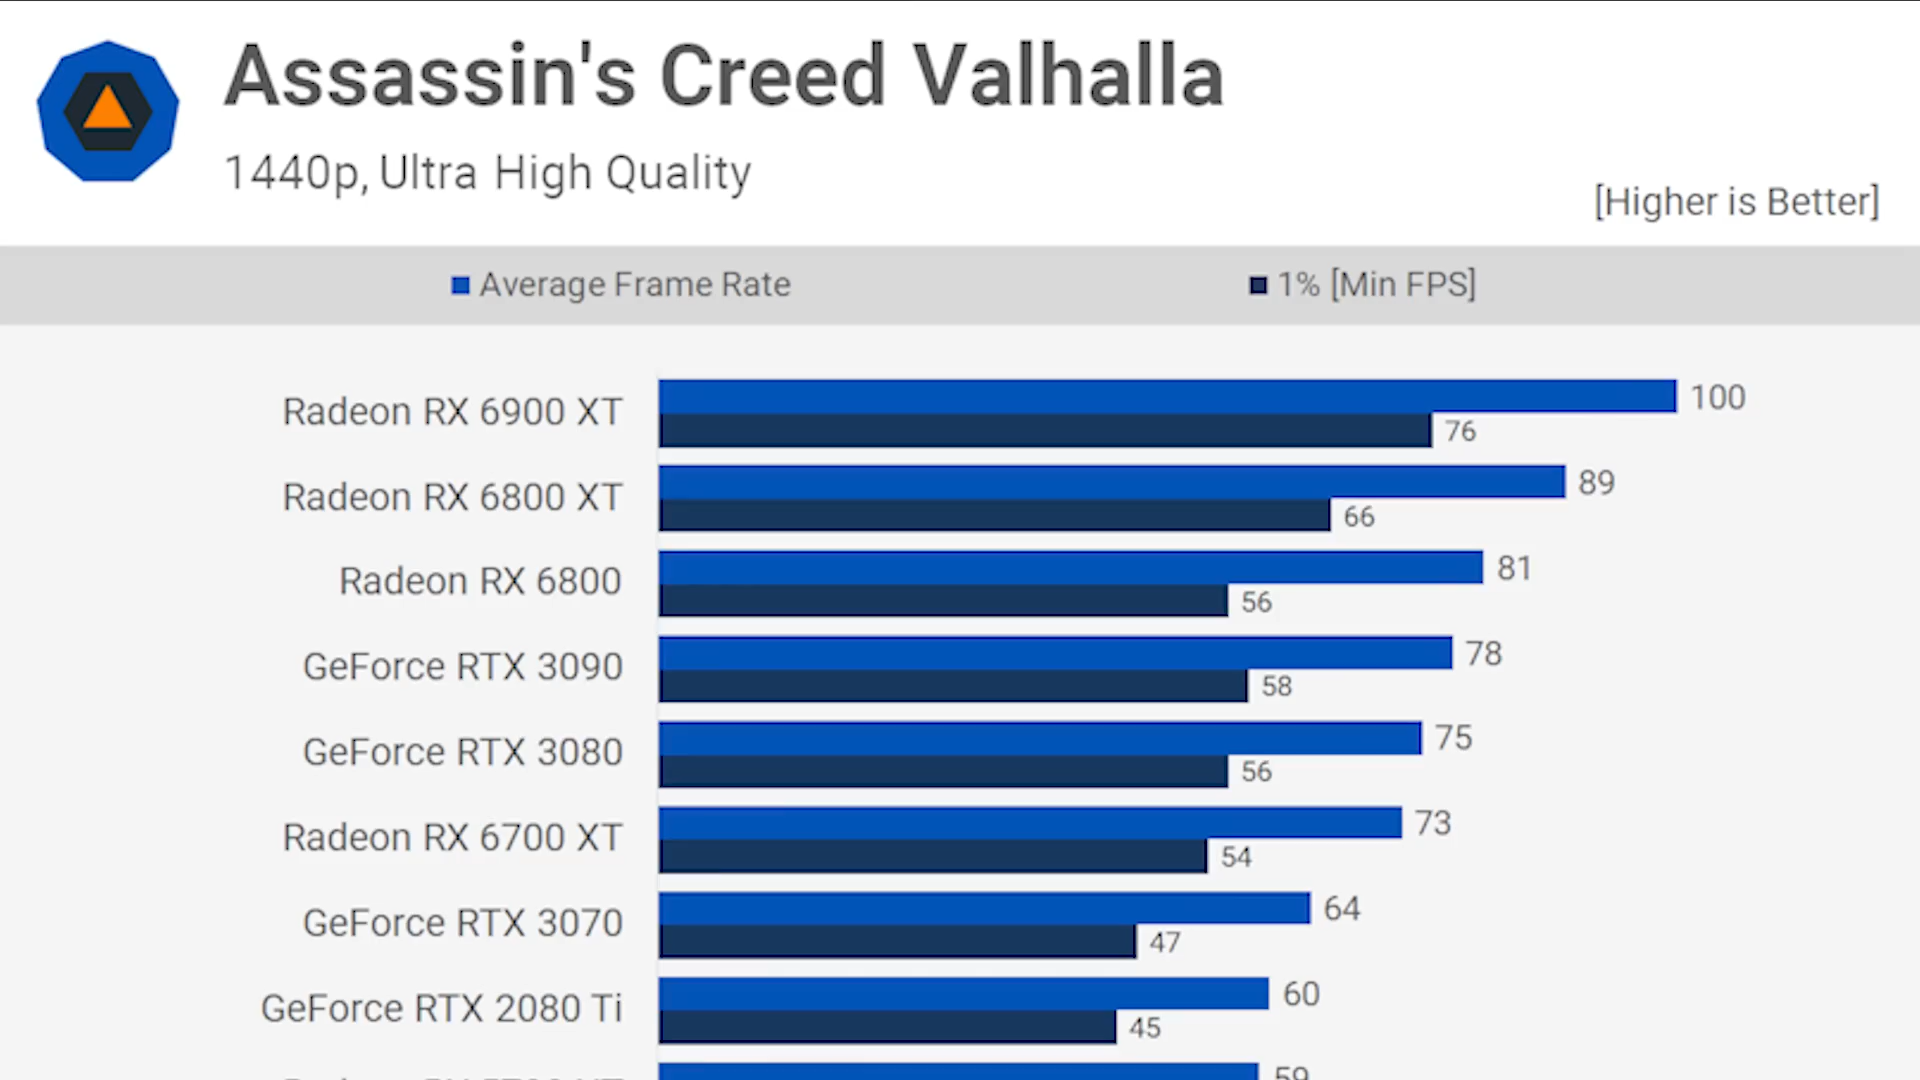 Assassin's Creed Valhalla
1440p, Ultra High Quality
[Higher is Better]
Average Frame Rate 1% [Min FPS]
Radeon RX 6900 XT 100
76
Radeon RX 6800 XT 89
66
Radeon RX 6800 81
56
GeForce RTX 3090 78
58
GeForce RTX 3080 75
56
Radeon RX 6700 XT 73
54
GeForce RTX 3070 64
47
GeForce RTX 2080 Ti 60
45
59